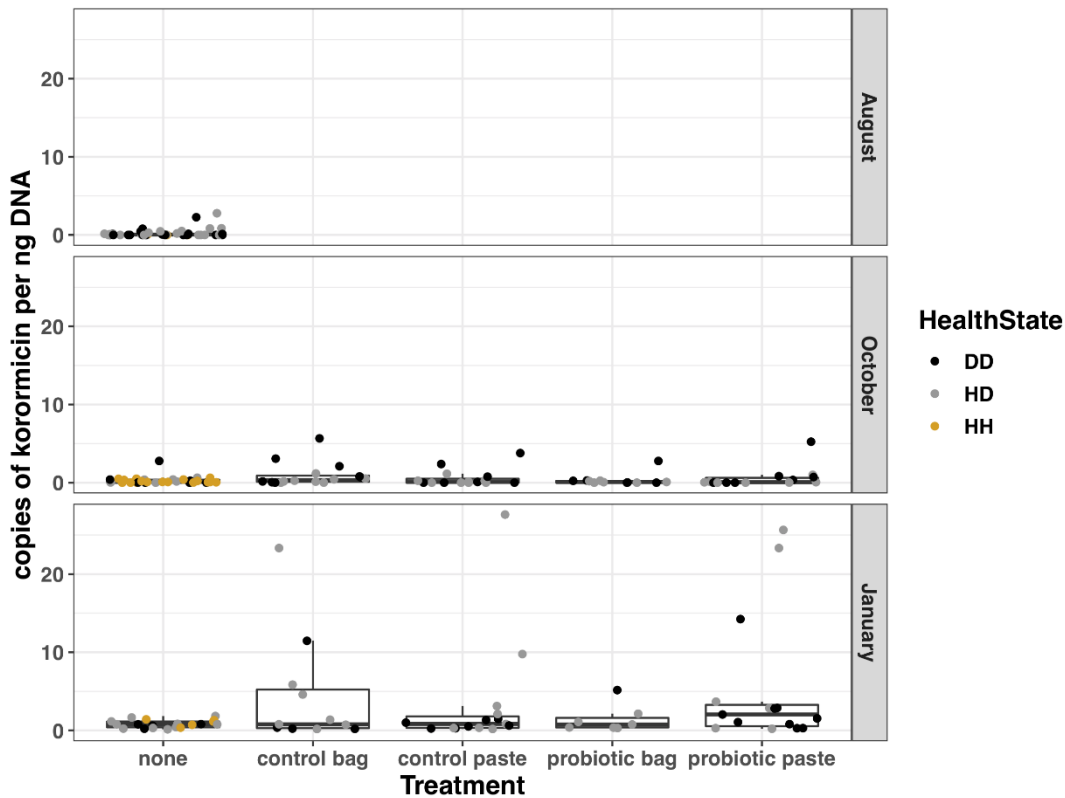 copies of korormicin per ng DNA
20
10
0
August
20
10
0
October
20
10
0
January
none control bag control paste probiotic bag probiotic paste
Treatment
HealthState
DD
HD
HH